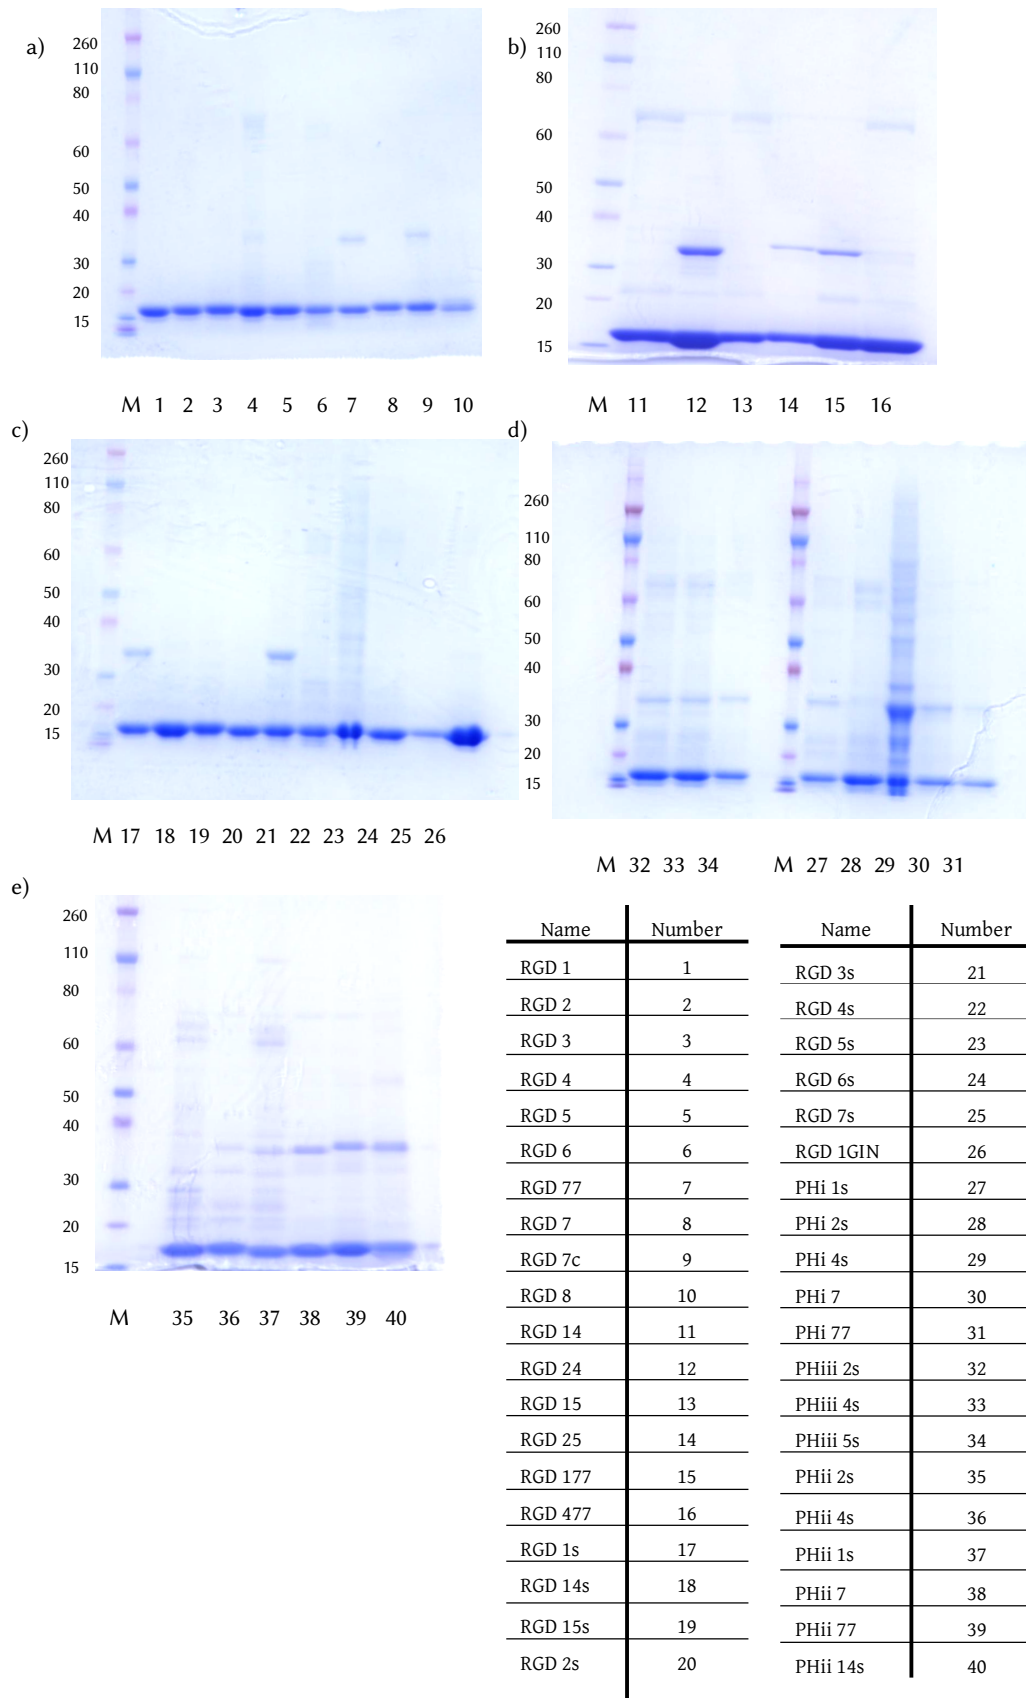 a)
260
110
80
60
50
40
30
20
15
M 1 2 3 4 5 6 7 8 9 10
b)
260
110
80
60
50
40
30
20
15
M 11 12 13 14 15 16
c)
260
110
80
60
50
40
30
20
15
M 17 18 19 20 21 22 23 24 25 26
d)
260
110
80
60
50
40
30
20
15
M 32 33 34 M 27 28 29 30 31
e)
260
110
80
60
50
40
30
20
15
M 35 36 37 38 39 40
Name Number
RGD 1 1
RGD 2 2
RGD 3 3
RGD 4 4
RGD 5 5
RGD 6 6
RGD 77 7
RGD 7 8
RGD 7c 9
RGD 8 10
RGD 14 11
RGD 24 12
RGD 15 13
RGD 25 14
RGD 177 15
RGD 477 16
RGD 1s 17
RGD 14s 18
RGD 15s 19
RGD 2s 20
Name Number
RGD 3s 21
RGD 4s 22
RGD 5s 23
RGD 6s 24
RGD 7s 25
RGD 1GIN 26
PHi 1s 27
PHi 2s 28
PHi 4s 29
PHi 7 30
PHi 77 31
PHiii 2s 32
PHiii 4s 33
PHiii 5s 34
PHii 2s 35
PHii 4s 36
PHii 1s 37
PHii 7 38
PHii 77 39
PHii 14s 40